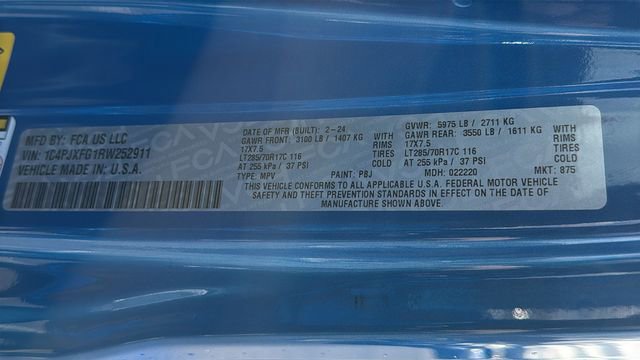 MFD BY: FCA US LLC
VIN: 1C4PJXFG1RW252911
VEHICLE MADE IN: U.S.A.
DATE OF MFR (BUILT): 2-24 GVWR: 5975 LB / 2711 KG
GAWR FRONT: 3100 LB / 1407 KG WITH GAWR REAR: 3550 LB / 1611 KG WITH
17X7.5 RIMS 17X7.5 RIMS
LT285/70R17C 116 TIRES LT285/70R17C 116 TIRES
AT 255 kPa / 37 PSI COLD AT 255 kPa / 37 PSI COLD
TYPE: MPV PAINT: PBJ MDH: 022220 MKT: 875
THIS VEHICLE CONFORMS TO ALL APPLICABLE U.S.A. FEDERAL MOTOR VEHICLE
SAFETY AND THEFT PREVENTION STANDARDS IN EFFECT ON THE DATE OF
MANUFACTURE SHOWN ABOVE.